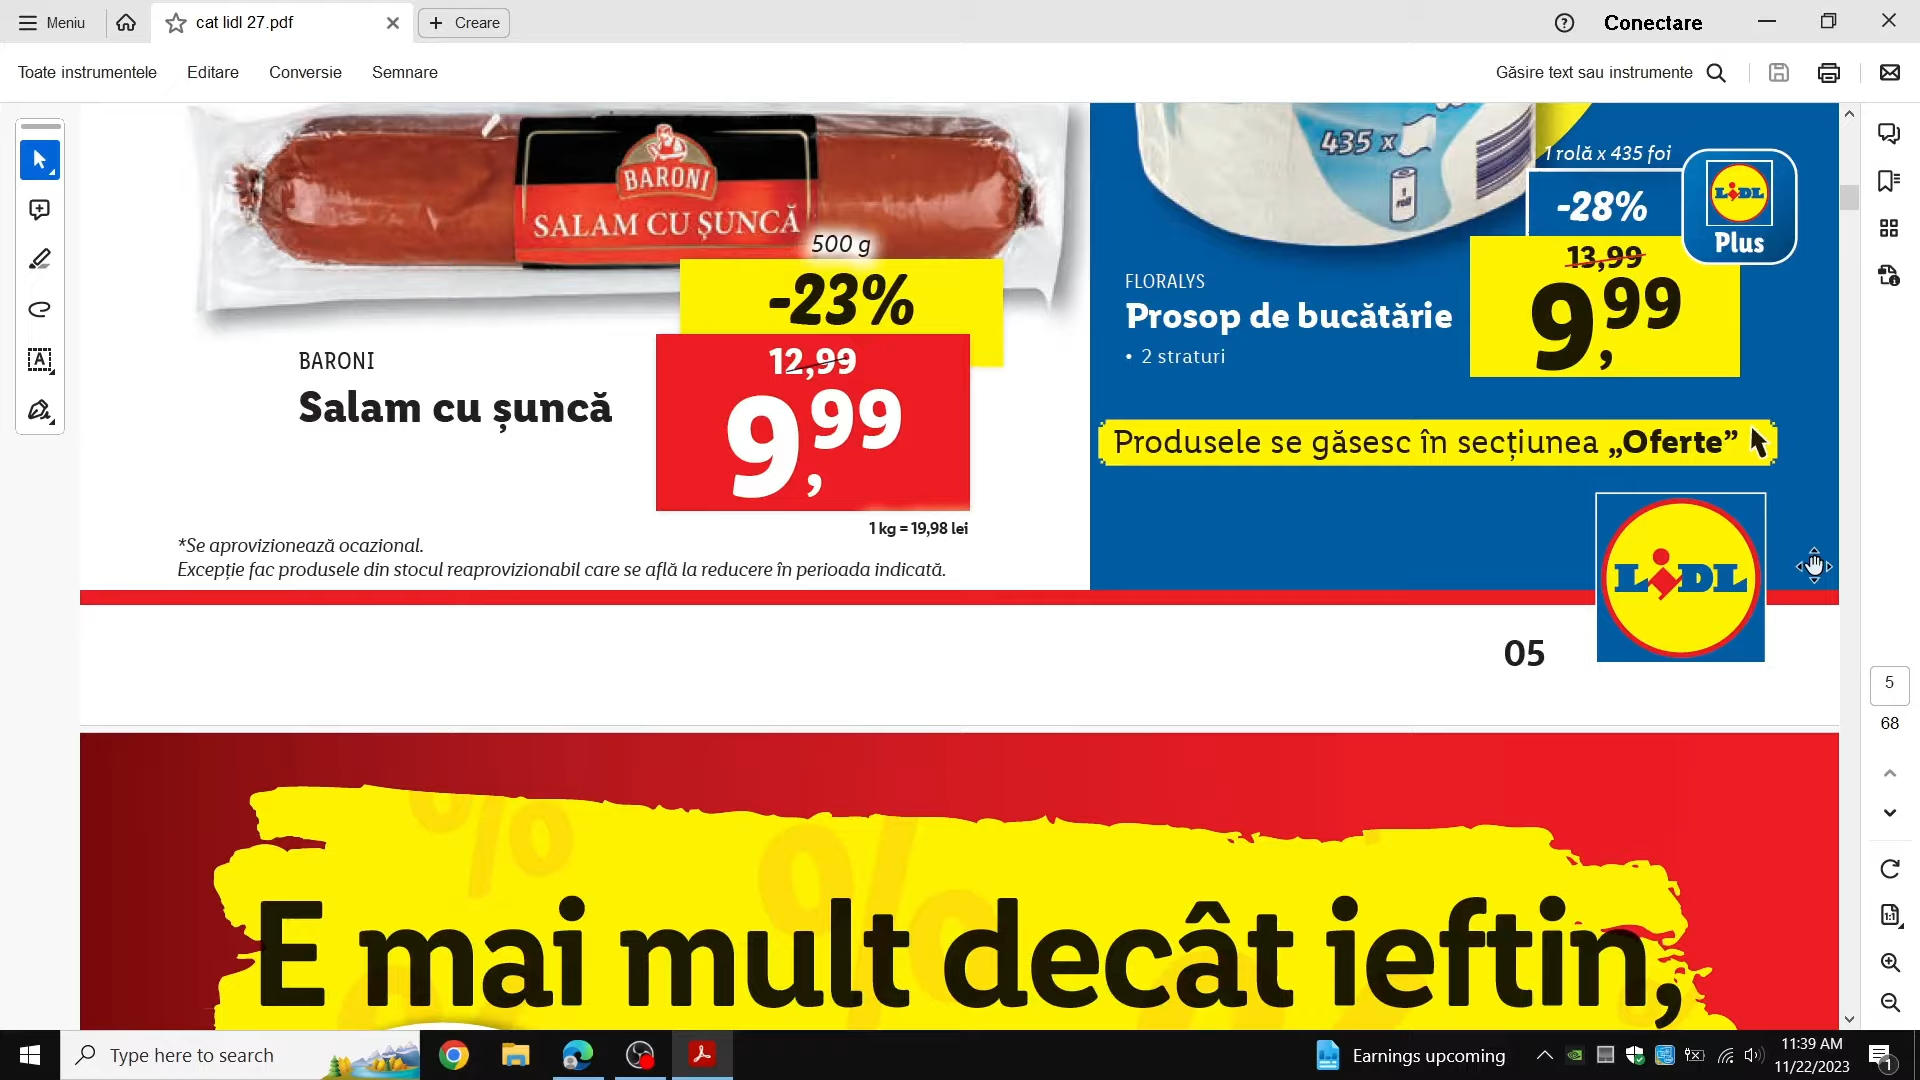 Meniu
cat lidl 27.pdf
Creare
Conectare
Toate instrumentele
Editare
Conversie
Semnare
Găsire text sau instrumente
BARONI
SALAM CU ȘUNCĂ
500 g
-23%
12,99
9,99
BARONI
Salam cu șuncă
1 kg = 19,98 lei
*Se aprovizionează ocazional.
Excepție fac produsele din stocul reaprovizionabil care se află la reducere în perioada indicată.
435 x
1
roll
1 rolă x 435 foi
-28%
LIDL
Plus
13,99
9,99
FLORALYS
Prosop de bucătărie
• 2 straturi
Produsele se găsesc în secțiunea „Oferte”
LIDL
05
5
68
E mai mult decât ieftin,
Type here to search
Earnings upcoming
11:39 AM
11/22/2023
1